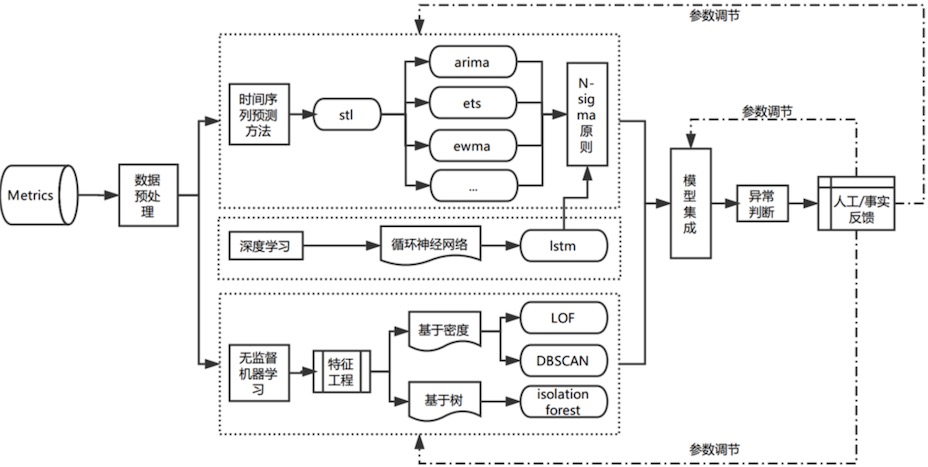 参数调节
Metrics
数据
预处
理
时间序
列预测
方法
stl
arima
ets
ewma
...
N-
sig
ma原
则
深度学习
循环神经网络
lstm
无监督
机器学
习
特征
工程
基于密度
LOF
DBSCAN
基于树
isolation
forest
参数调节
模
型
集
成
异常
判断
人工/事实
反馈
参数调节